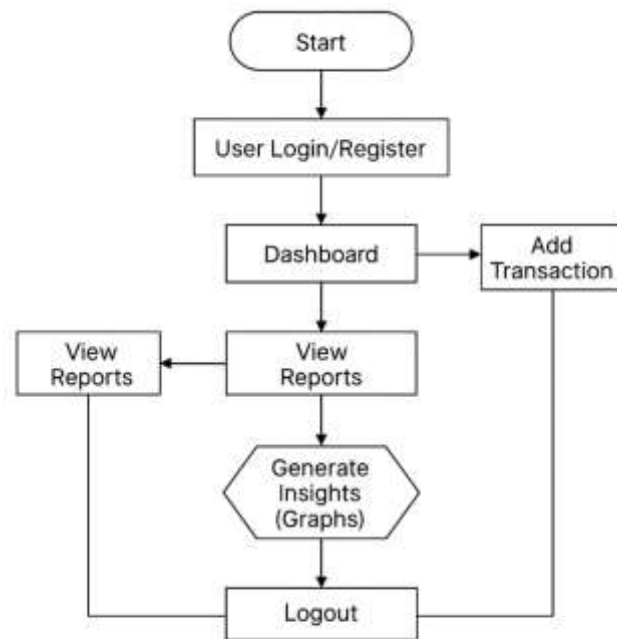 Start
User Login/Register
Dashboard
Add
Transaction
View
Reports
View
Reports
Generate
Insights
(Graphs)
Logout